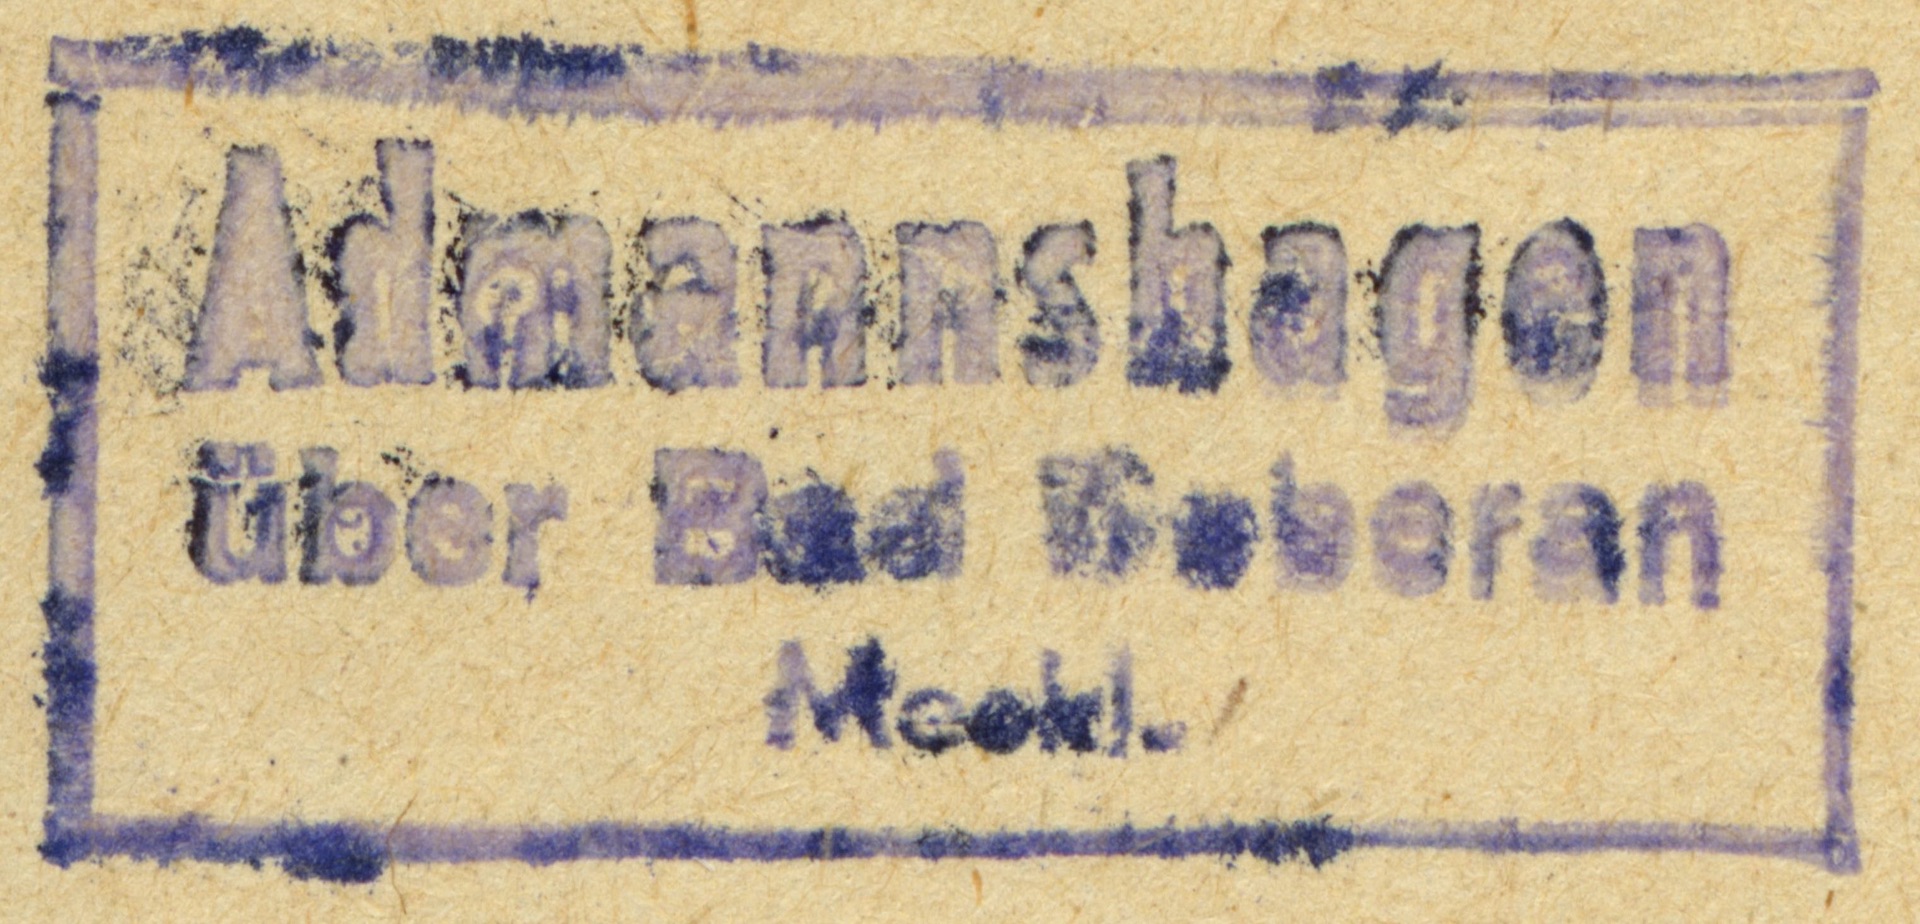 Admannshagen
über Bad Doberan
Meckl.